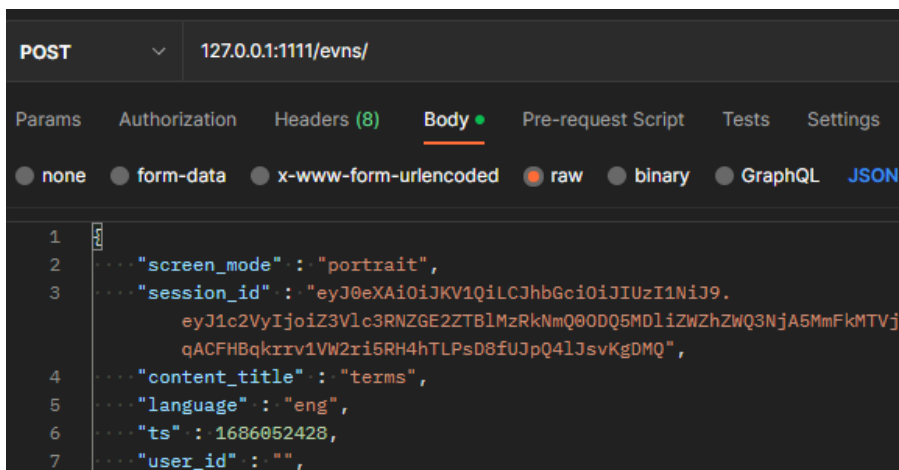 POST 127.0.0.1:1111/evns/
Params Authorization Headers (8) Body Pre-request Script Tests Settings
none form-data x-www-form-urlencoded raw binary GraphQL JSON
1 {
2 "screen_mode" : "portrait",
3 "session_id" : "eyJ0eXAiOiJKV1QiLCJhbGciOiJIUzI1NiJ9.
eyJ1c2VyIjoiZ3Vlc3RNZGE2ZTBlMzRkNmQ0ODQ5MDliZWZhZWQ3NjA5MmFkMTVj
qACFHBqkrrv1VW2ri5RH4hTLPsD8fUJpQ4lJsvKgDMQ",
4 "content_title" : "terms",
5 "language" : "eng",
6 "ts" : 1686052428,
7 "user_id" : "",